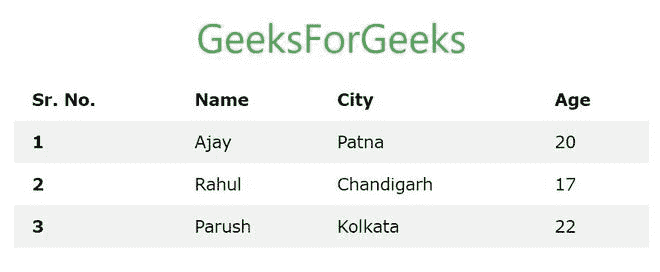 GeeksForGeeks
Sr. No. Name City Age
1 Ajay Patna 20
2 Rahul Chandigarh 17
3 Parush Kolkata 22